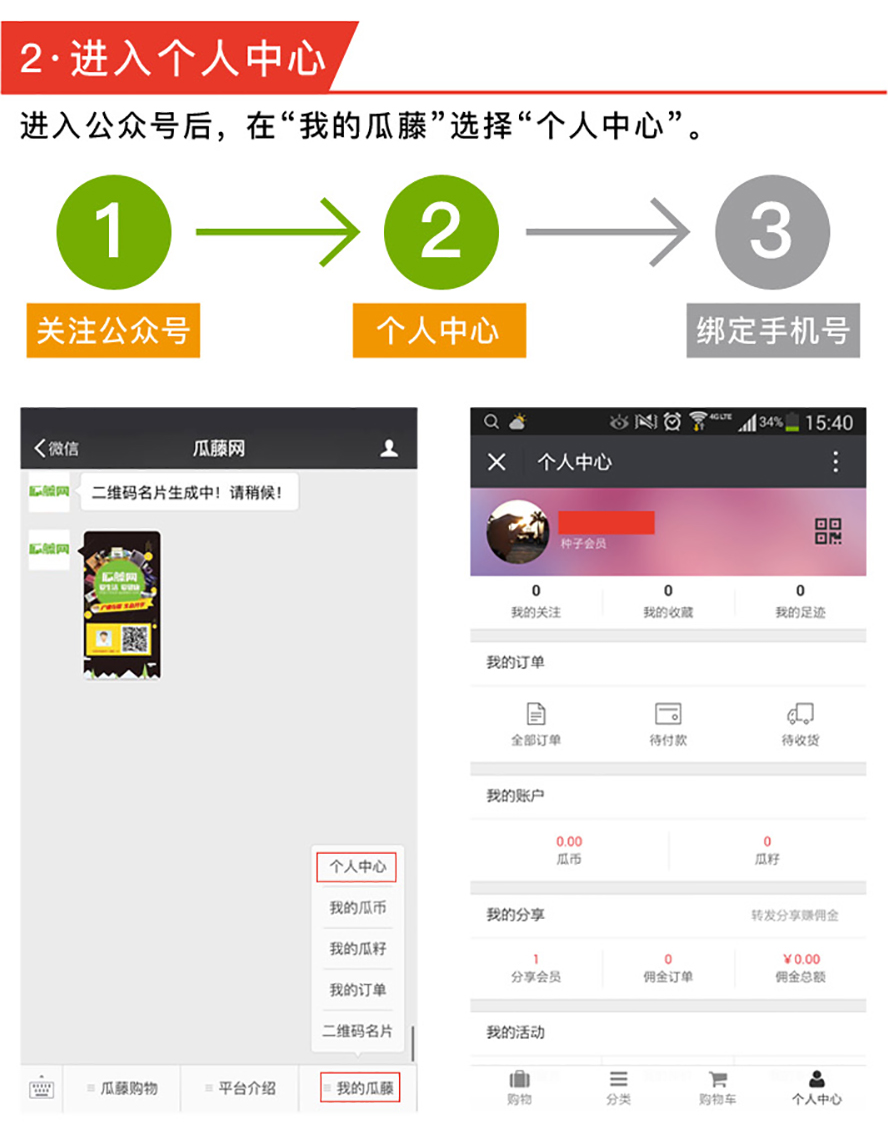 2·进入个人中心
进入公众号后，在“我的瓜藤”选择“个人中心”。
1
2
3
关注公众号
个人中心
绑定手机号
微信
瓜藤网
瓜藤网
二维码名片生成中！请稍候！
瓜藤网
瓜藤网
个人中心
我的瓜币
我的瓜籽
我的订单
二维码名片
瓜藤购物
平台介绍
我的瓜藤
4G LTE
34%
15:40
个人中心
种子会员
0
0
0
我的关注
我的收藏
我的足迹
我的订单
全部订单
待付款
待收货
我的账户
0.00
0
瓜币
瓜籽
我的分享
转发分享赚佣金
1
0
¥0.00
分享会员
佣金订单
佣金总额
我的活动
购物
分类
购物车
个人中心